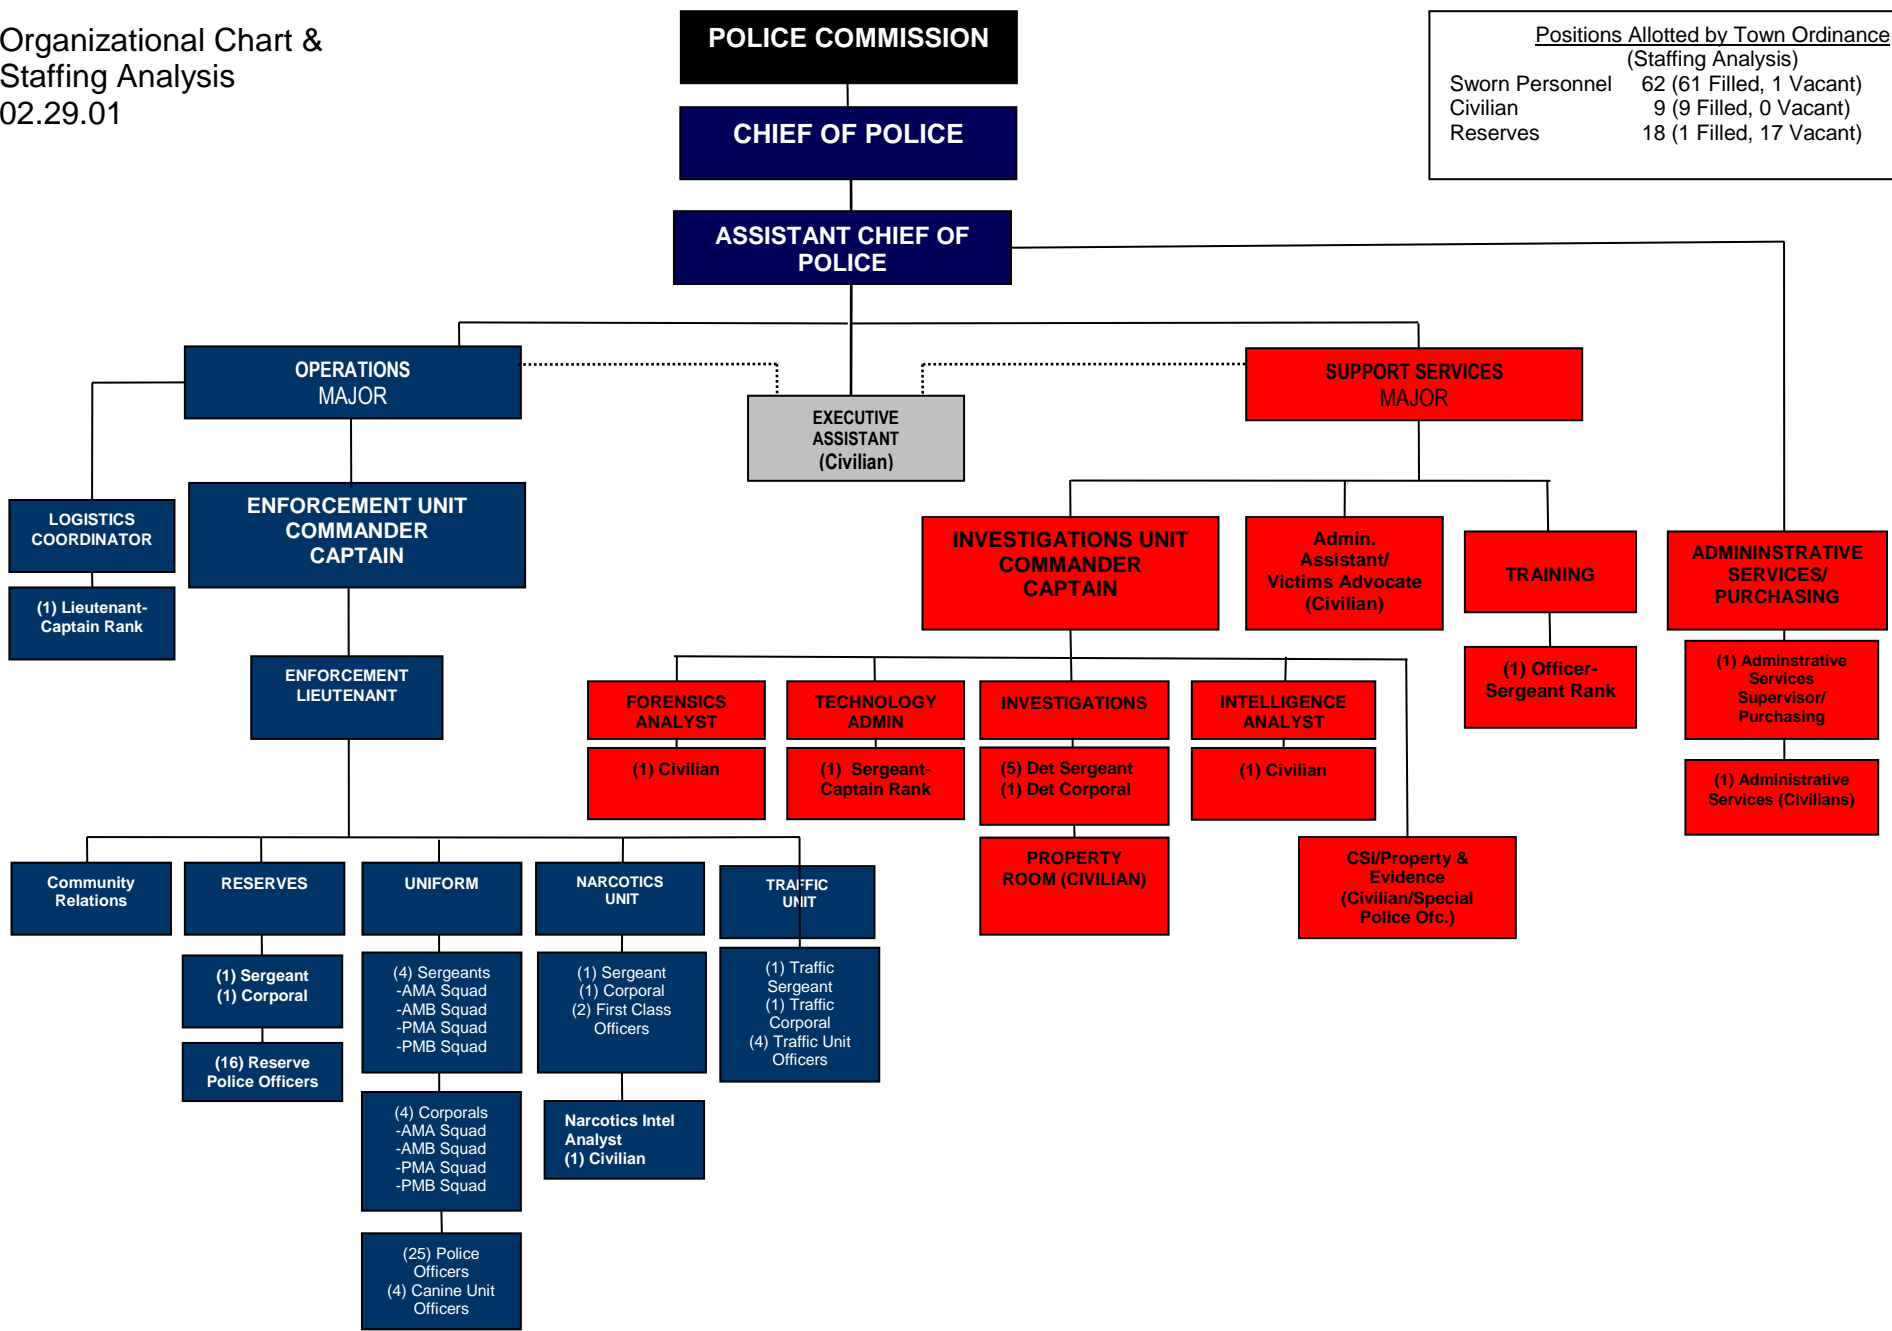 Organizational Chart &
Staffing Analysis
02.29.01
POLICE COMMISSION
Positions Allotted by Town Ordinance
(Staffing Analysis)
Sworn Personnel 62 (61 Filled, 1 Vacant)
Civilian 9 (9 Filled, 0 Vacant)
Reserves 18 (1 Filled, 17 Vacant)
CHIEF OF POLICE
ASSISTANT CHIEF OF
POLICE
OPERATIONS
MAJOR
EXECUTIVE
ASSISTANT
(Civilian)
SUPPORT SERVICES
MAJOR
LOGISTICS
COORDINATOR
(1) Lieutenant-
Captain Rank
ENFORCEMENT UNIT
COMMANDER
CAPTAIN
ENFORCEMENT
LIEUTENANT
INVESTIGATIONS UNIT
COMMANDER
CAPTAIN
Admin.
Assistant/
Victims Advocate
(Civilian)
TRAINING
(1) Officer-
Sergeant Rank
ADMININSTRATIVE
SERVICES/
PURCHASING
(1) Adminstrative
Services
Supervisor/
Purchasing
(1) Administrative
Services (Civilians)
FORENSICS
ANALYST
(1) Civilian
TECHNOLOGY
ADMIN
(1) Sergeant-
Captain Rank
INVESTIGATIONS
(5) Det Sergeant
(1) Det Corporal
PROPERTY
ROOM (CIVILIAN)
INTELLIGENCE
ANALYST
(1) Civilian
CSI/Property &
Evidence
(Civilian/Special
Police Ofc.)
Community
Relations
RESERVES
(1) Sergeant
(1) Corporal
(16) Reserve
Police Officers
UNIFORM
(4) Sergeants
-AMA Squad
-AMB Squad
-PMA Squad
-PMB Squad
(4) Corporals
-AMA Squad
-AMB Squad
-PMA Squad
-PMB Squad
(25) Police
Officers
(4) Canine Unit
Officers
NARCOTICS
UNIT
(1) Sergeant
(1) Corporal
(2) First Class
Officers
Narcotics Intel
Analyst
(1) Civilian
TRAFFIC
UNIT
(1) Traffic
Sergeant
(1) Traffic
Corporal
(4) Traffic Unit
Officers